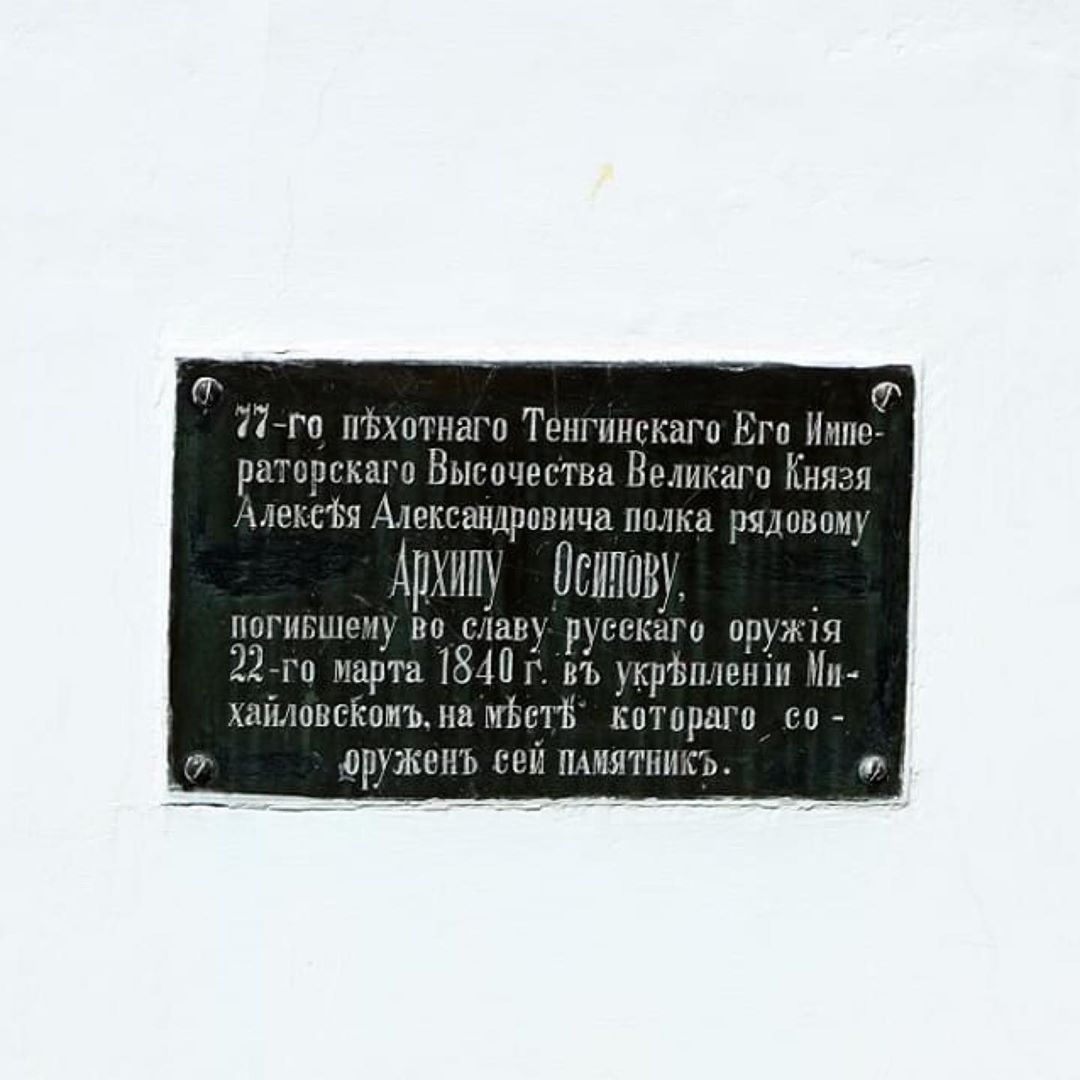 77-го пѣхотнаго Тенгинскаго Его Импе-
раторскаго Высочества Великаго Князя
Алексѣя Александровича полка рядовому
Архипу Осипову,
погибшему во славу русскаго оружія
22-го марта 1840 г. въ укрѣпленіи Ми-
хайловскомъ, на мѣстѣ котораго со-
оруженъ сей памятникъ.